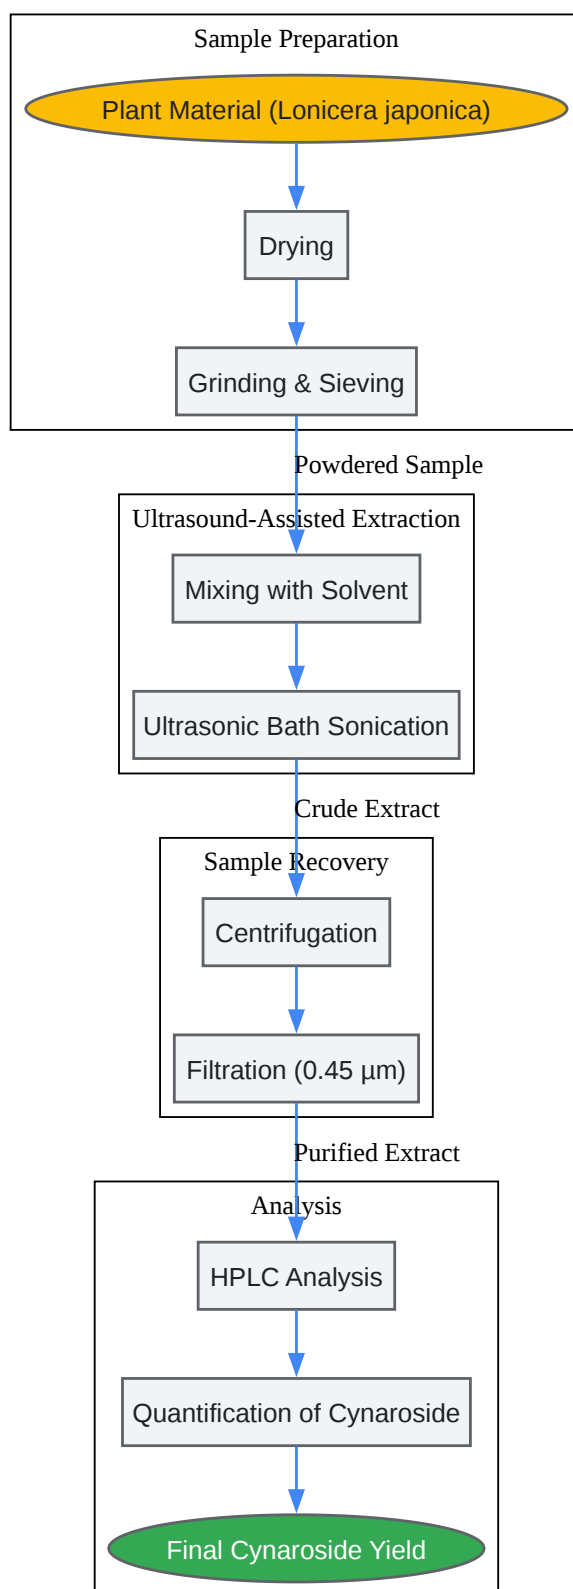 Sample Preparation
Plant Material (Lonicera japonica)
Drying
Grinding & Sieving
Powdered Sample
Ultrasound-Assisted Extraction
Mixing with Solvent
Ultrasonic Bath Sonication
Crude Extract
Sample Recovery
Centrifugation
Filtration (0.45 µm)
Purified Extract
Analysis
HPLC Analysis
Quantification of Cynaroside
Final Cynaroside Yield